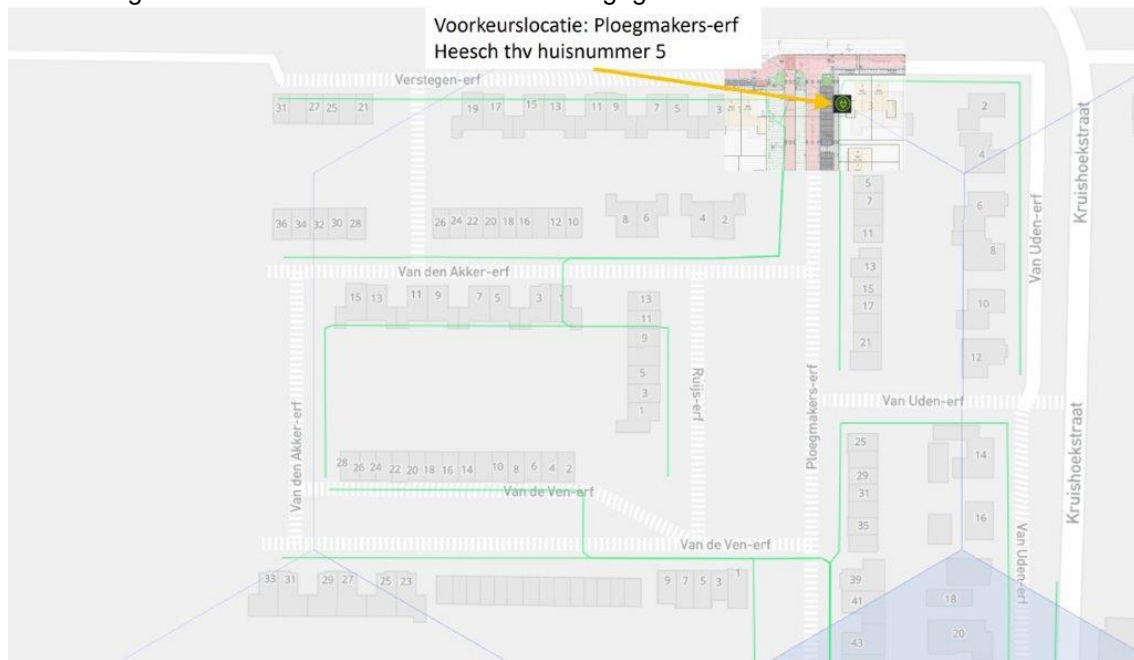 Voorkeurslocatie: Ploegmakers-erf
Heesch thv huisnummer 5
Verstegen-erf
31 27 25 21 19 17 15 13 11 9 7 5 3
3
2
4
5
7
11
6
8
Van Uden-erf
Kruishoekstraat
36 34 32 30 28 26 24 22 20 18 16 12 10 8 6 4 2
Van den Akker-erf
13
15
17
21
10
12
15 13 11 9 7 5 3 1
13
11
9
5
3
1
Ruijs-erf
Ploegmakers-erf
Van Uden-erf
Van den Akker-erf
28 26 24 22 20 18 16 14 10 8 6 4 2
Van de Ven-erf
25
29
31
35
14
16
Kruishoekstraat
Van Uden-erf
Van de Ven-erf
33 31 29 27 25 23 9 7 5 3 1
39
41
43
18
20